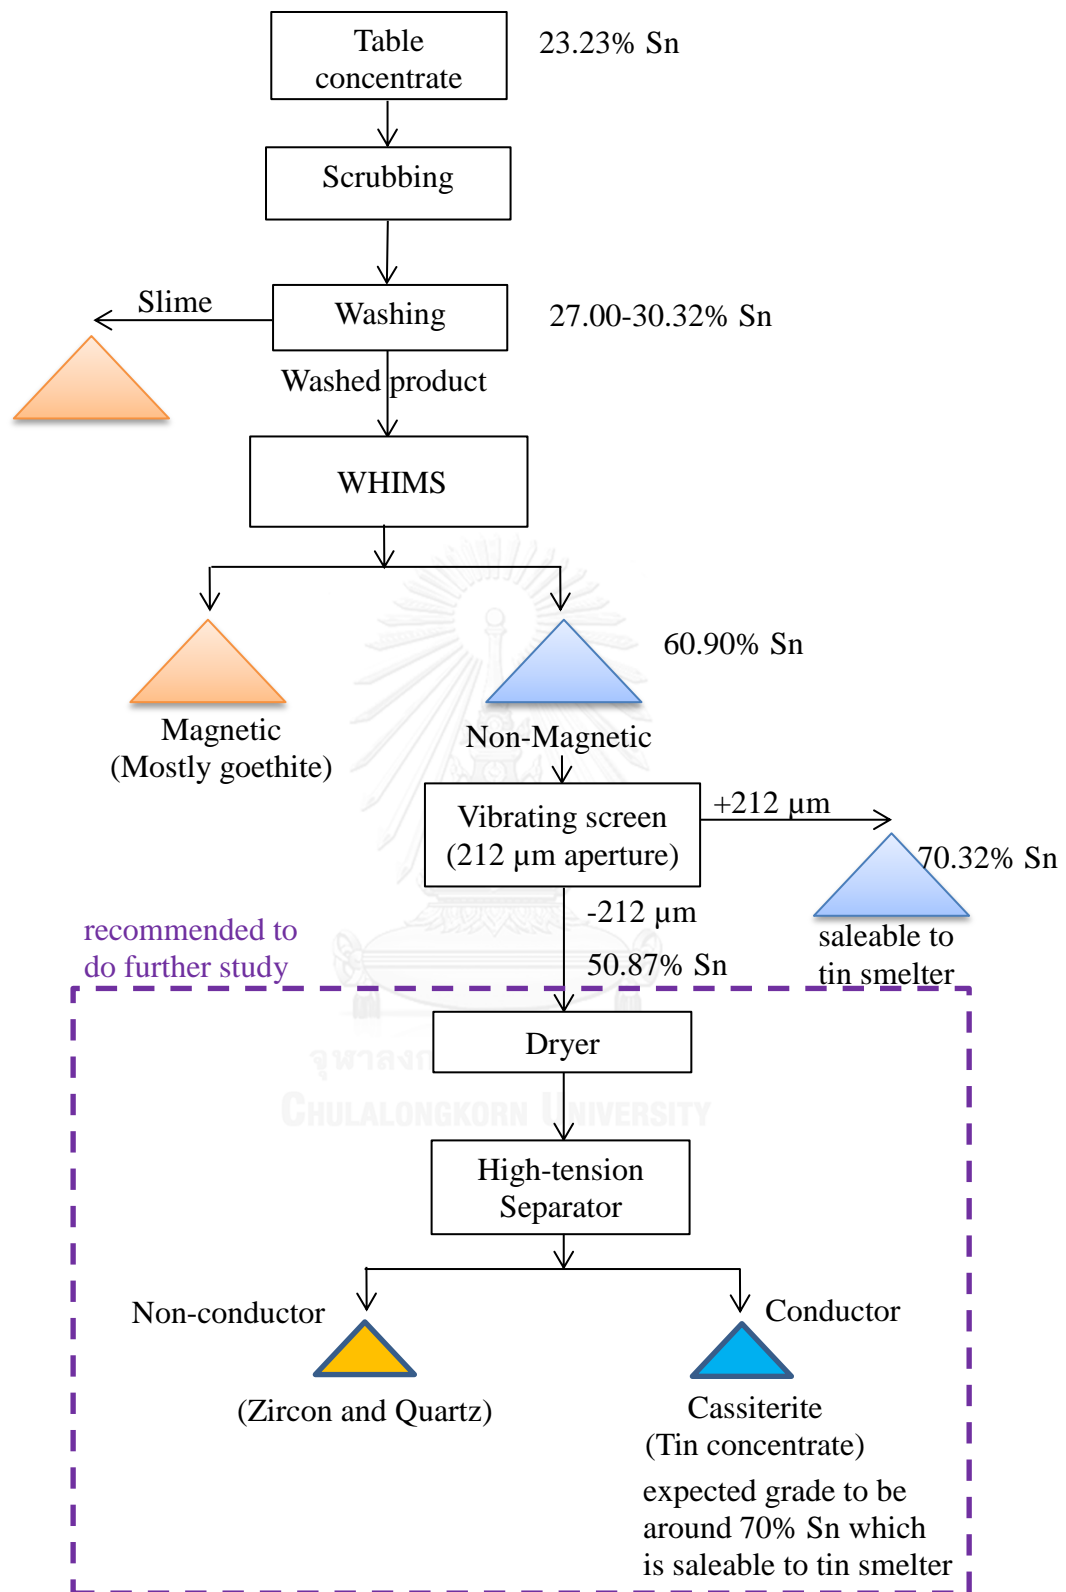 Table
concentrate
23.23% Sn
Scrubbing
Slime
Washing
27.00-30.32% Sn
Washed product
WHIMS
60.90% Sn
Magnetic
(Mostly goethite)
Non-Magnetic
Vibrating screen
(212 µm aperture)
+212 µm
70.32% Sn
saleable to
tin smelter
-212 µm
50.87% Sn
recommended to
do further study
Dryer
CHULALONGKORN UNIVERSITY
High-tension
Separator
Non-conductor
Conductor
(Zircon and Quartz)
Cassiterite
(Tin concentrate)
expected grade to be
around 70% Sn which
is saleable to tin smelter